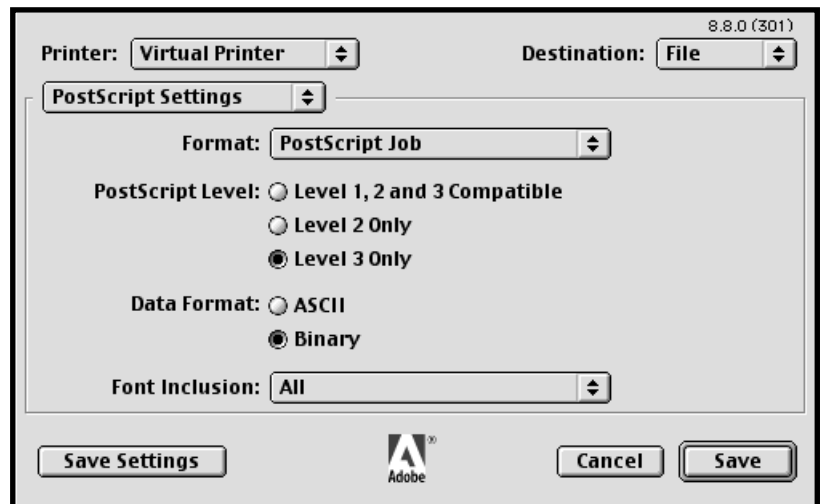 8.8.0 (301)
Printer: Virtual Printer Destination: File
PostScript Settings
Format: PostScript Job
PostScript Level: Level 1, 2 and 3 Compatible
Level 2 Only
Level 3 Only
Data Format: ASCII
Binary
Font Inclusion: All
Save Settings Adobe® Cancel Save